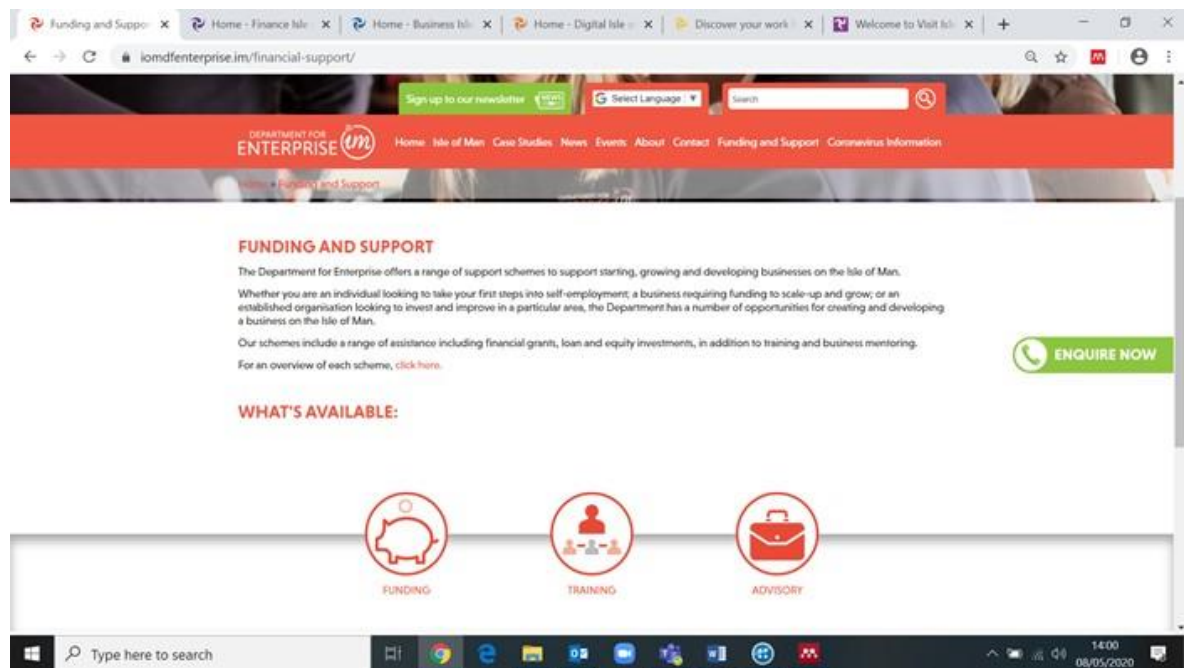 Funding and Suppor
Home - Finance Isle
Home - Business Isl
Home - Digital Isle o
Discover your work
Welcome to Visit Isl
iomdfenterprise.im/financial-support/
Sign up to our newsletter
NEWS
Select Language
Search
DEPARTMENT FOR
ENTERPRISE
im
Home Isle of Man Case Studies News Events About Contact Funding and Support Coronavirus Information
Home » Funding and Support
FUNDING AND SUPPORT
The Department for Enterprise offers a range of support schemes to support starting, growing and developing businesses on the Isle of Man.
Whether you are an individual looking to take your first steps into self-employment; a business requiring funding to scale-up and grow; or an
established organisation looking to invest and improve in a particular area, the Department has a number of opportunities for creating and developing
a business on the Isle of Man.
Our schemes include a range of assistance including financial grants, loan and equity investments, in addition to training and business mentoring.
For an overview of each scheme, click here.
ENQUIRE NOW
WHAT'S AVAILABLE:
FUNDING
TRAINING
ADVISORY
Type here to search
14:00
08/05/2020